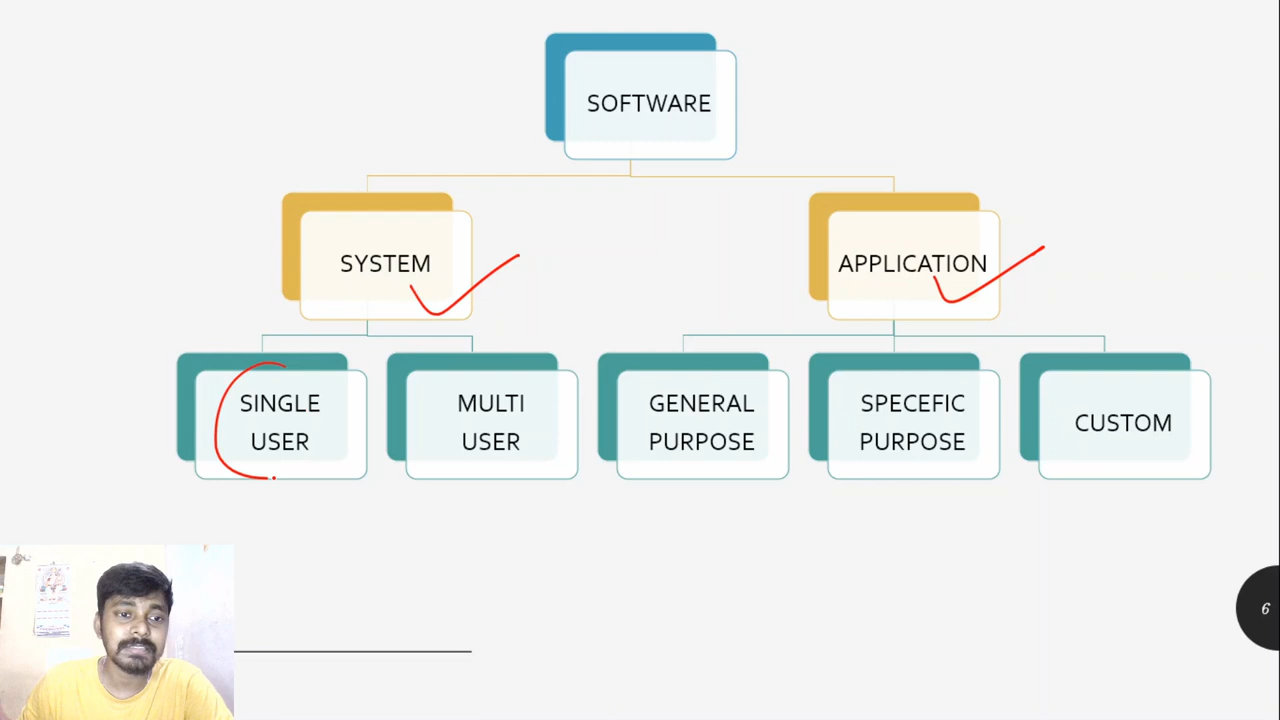 SOFTWARE
SYSTEM
APPLICATION
SINGLE
USER
MULTI
USER
GENERAL
PURPOSE
SPECEFIC
PURPOSE
CUSTOM
6